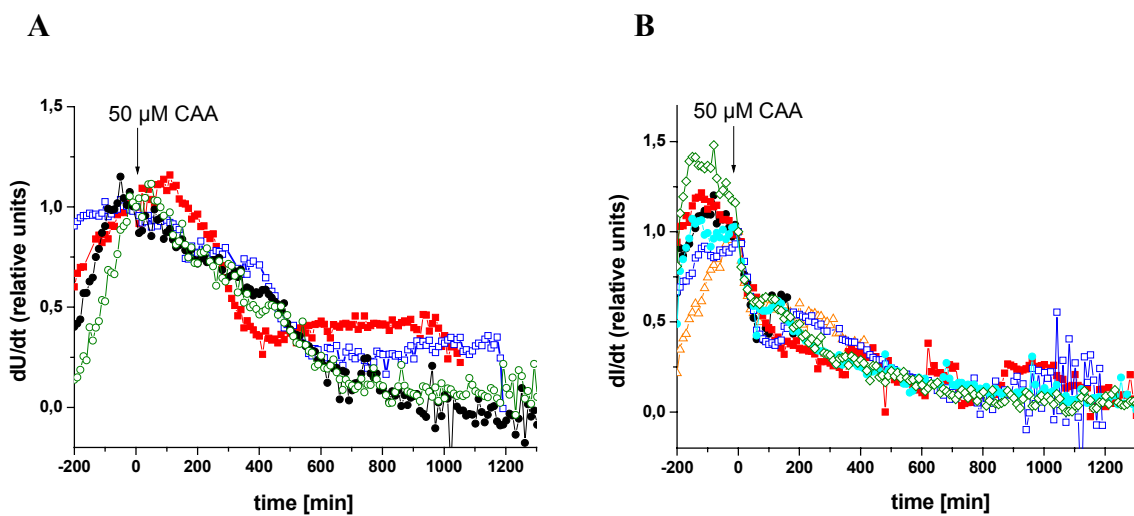 A
50 µM CAA
1,5
1,0
0,5
0,0
dU/dt (relative units)
-200 0 200 400 600 800 1000 1200
time [min]
B
50 µM CAA
1,5
1,0
0,5
0,0
dI/dt (relative units)
-200 0 200 400 600 800 1000 1200
time [min]